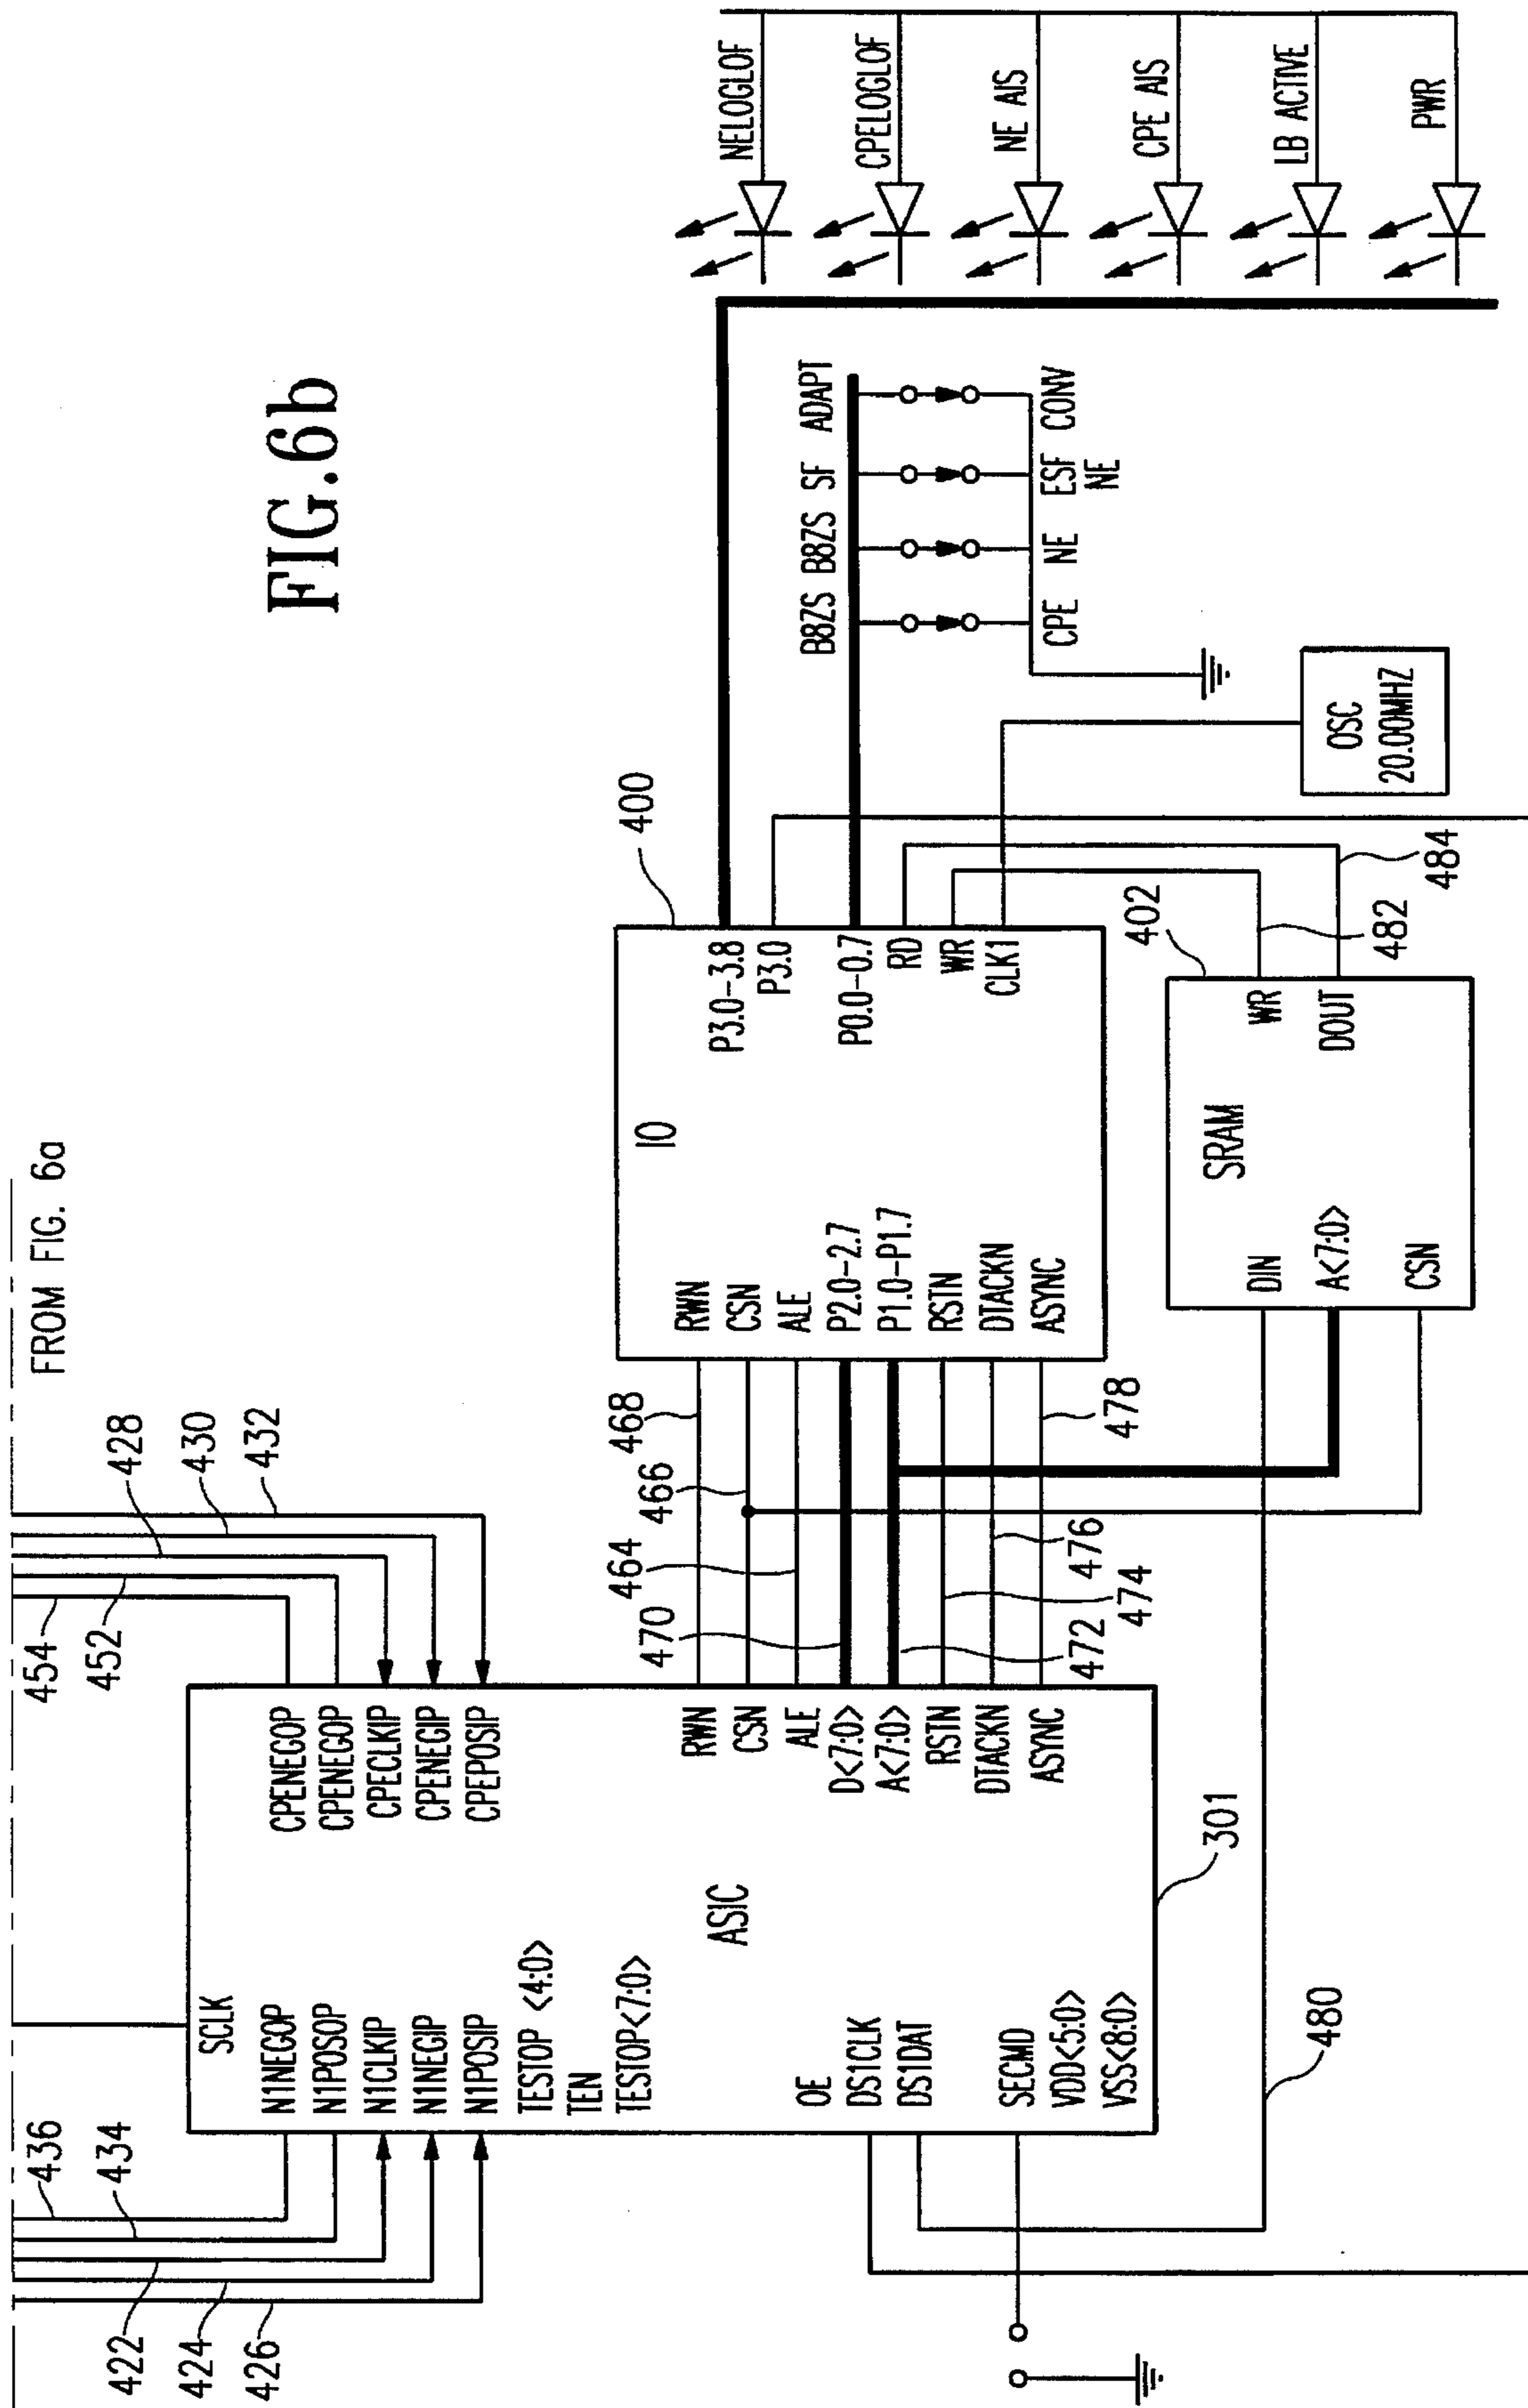 FIG.6b
FROM FIG. 6a
436
434
422
424
426
454
452
428
430
432
SCLK
N1NEGOP
N1POSOP
N1CLKIP
N1NEGIP
N1POSIP
TESTOP <4:0>
TEN
TESTOP<7:0>
OE
DS1CLK
DS1DAT
SECMD
VDD<5:0>
VSS<8:0>
ASIC
CPENEGOP
CPENEGOP
CPECLKIP
CPENEGIP
CPEPOSIP
RWN
CSN
ALE
D<7:0>
A<7:0>
RSTN
DTACKN
ASYNC
301
480
468
466
464
470
472
474
476
478
IO
400
RWN
CSN
ALE
P2.0-2.7
P1.0-P1.7
RSTN
DTACKN
ASYNC
P3.0-3.8
P3.0
P0.0-0.7
RD
WR
CLK1
SRAM
402
DIN
A<7:0>
CSN
WR
DOUT
482
484
OSC
20.00MHZ
B8ZS B8ZS SF ADAPT
CPE NE ESF CONV
NE
NELOGLOF
CPELOGLOF
NE AIS
CPE AIS
LB ACTIVE
PWR